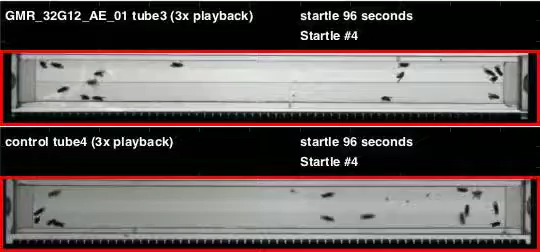 GMR_32G12_AE_01 tube3 (3x playback) startle 96 seconds
Startle #4
control tube4 (3x playback) startle 96 seconds
Startle #4